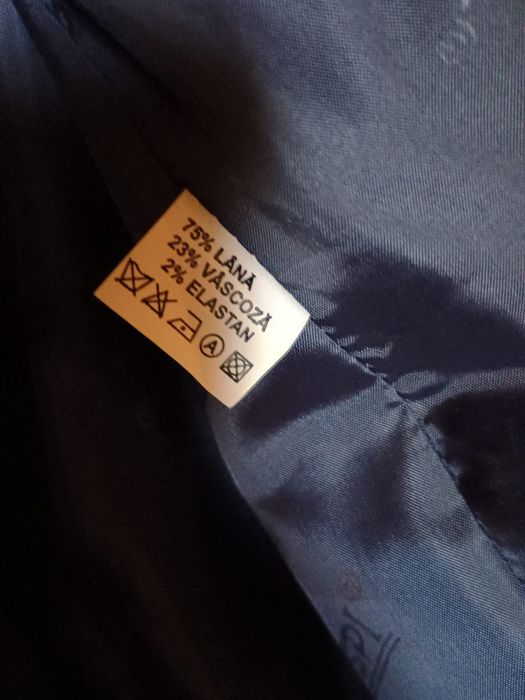 75% LÂNĂ
23% VÂSCOZĂ
2% ELASTAN
A